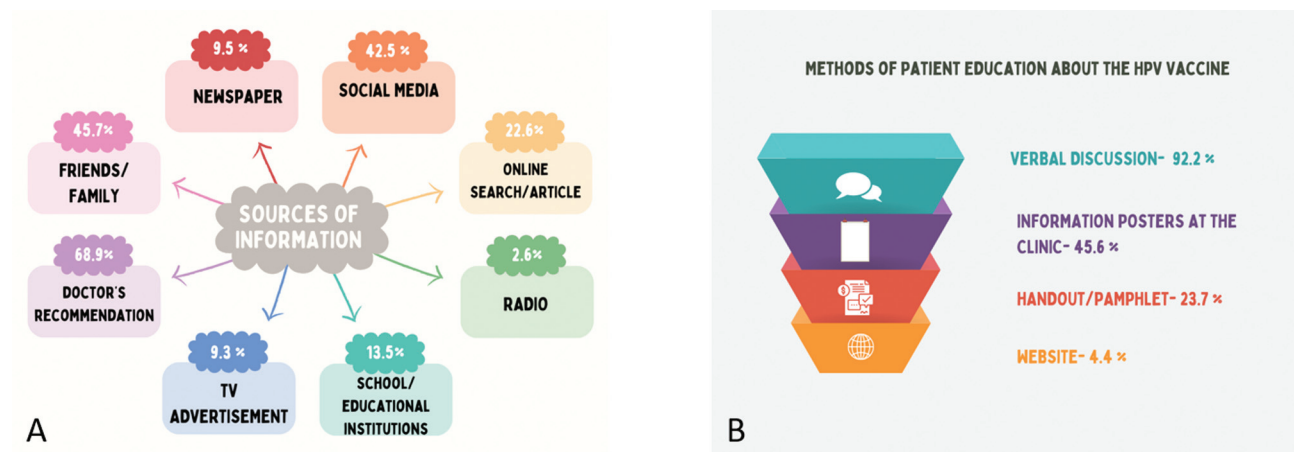 9.5 %
NEWSPAPER
42.5 %
SOCIAL MEDIA
45.7%
FRIENDS/
FAMILY
22.6%
ONLINE
SEARCH/ARTICLE
SOURCES OF
INFORMATION
68.9%
DOCTOR'S
RECOMMENDATION
2.6%
RADIO
9.3 %
TV
ADVERTISEMENT
13.5%
SCHOOL/
EDUCATIONAL
INSTITUTIONS
A
METHODS OF PATIENT EDUCATION ABOUT THE HPV VACCINE
VERBAL DISCUSSION- 92.2 %
INFORMATION POSTERS AT THE
CLINIC- 45.6 %
HANDOUT/PAMPHLET- 23.7 %
WEBSITE- 4.4 %
B